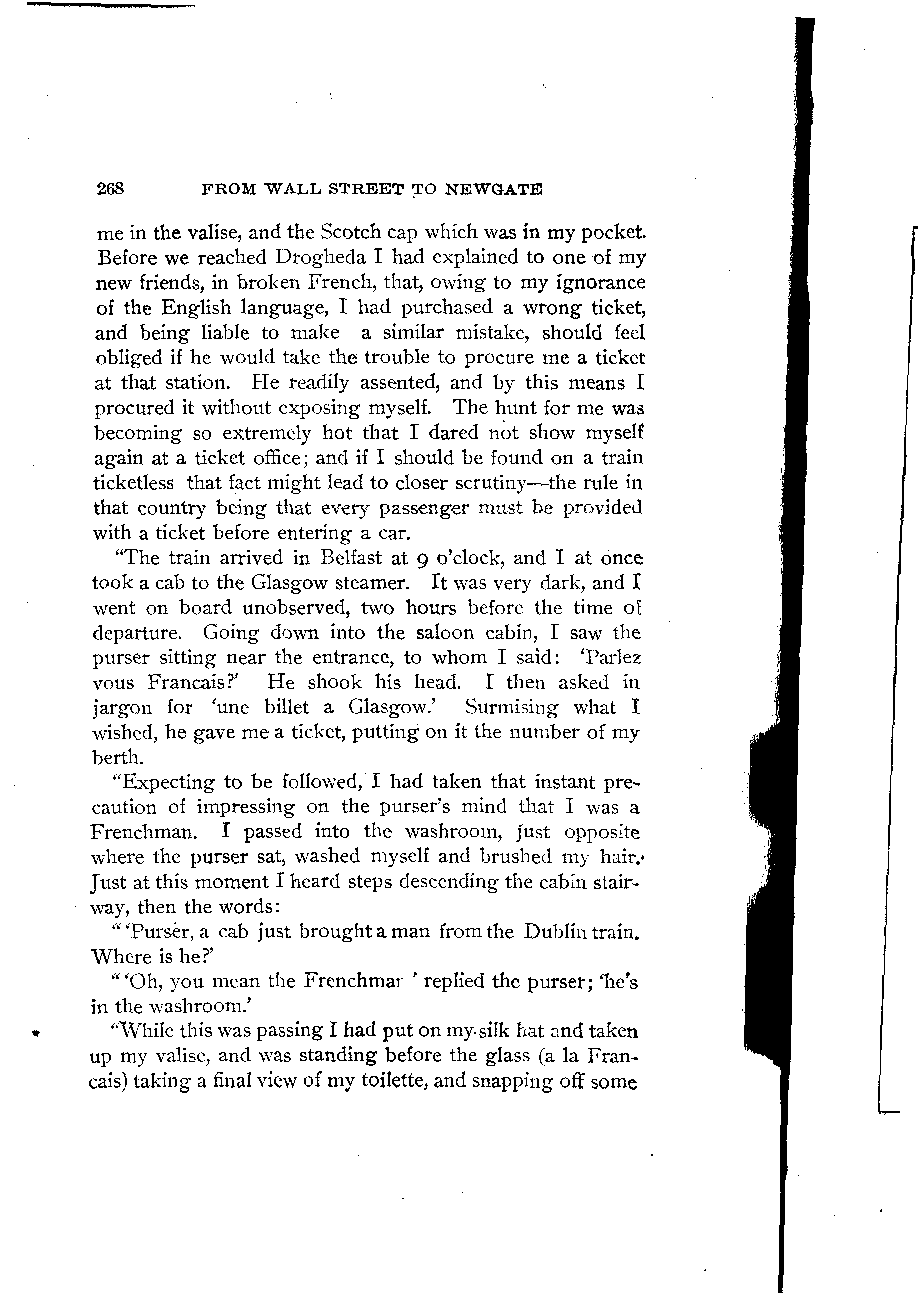 268 FROM WALL STREET TO NEWGATE
me in the valise, and the Scotch cap which was in my pocket.
Before we reached Drogheda I had explained to one of my
new friends, in broken French, that, owing to my ignorance
of the English language, I had purchased a wrong ticket,
and being liable to make a similar mistake, should feel
obliged if he would take the trouble to procure me a ticket
at that station. He readily assented, and by this means I
procured it without exposing myself. The hunt for me was
becoming so extremely hot that I dared not show myself
again at a ticket office; and if I should be found on a train
ticketless that fact might lead to closer scrutiny—the rule in
that country being that every passenger must be provided
with a ticket before entering a car.
"The train arrived in Belfast at 9 o'clock, and I at once
took a cab to the Glasgow steamer. It was very dark, and I
went on board unobserved, two hours before the time of
departure. Going down into the saloon cabin, I saw the
purser sitting near the entrance, to whom I said: 'Parlez
vous Francais?' He shook his head. I then asked in
jargon for 'une billet a Glasgow.' Surmising what I
wished, he gave me a ticket, putting on it the number of my
berth.
"Expecting to be followed, I had taken that instant pre-
caution of impressing on the purser's mind that I was a
Frenchman. I passed into the washroom, just opposite
where the purser sat, washed myself and brushed my hair.
Just at this moment I heard steps descending the cabin stair-
way, then the words:
"'Purser, a cab just brought a man from the Dublin train.
Where is he?'
"'Oh, you mean the Frenchman' replied the purser; 'he's
in the washroom.'
"While this was passing I had put on my silk hat and taken
up my valise, and was standing before the glass (a la Fran-
cais) taking a final view of my toilette, and snapping off some